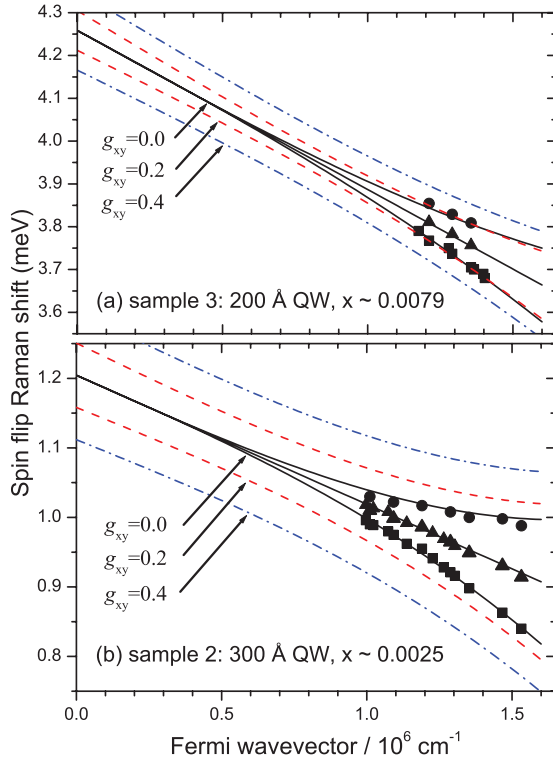 4.3
4.2
4.1
4.0
3.9
3.8
3.7
3.6
g_xy=0.0
g_xy=0.2
g_xy=0.4
(a) sample 3: 200 Å QW, x ~ 0.0079
Spin flip Raman shift (meV)
1.2
1.1
1.0
0.9
0.8
g_xy=0.0
g_xy=0.2
g_xy=0.4
(b) sample 2: 300 Å QW, x ~ 0.0025
0.0 0.5 1.0 1.5
Fermi wavevector / 10⁶ cm⁻¹